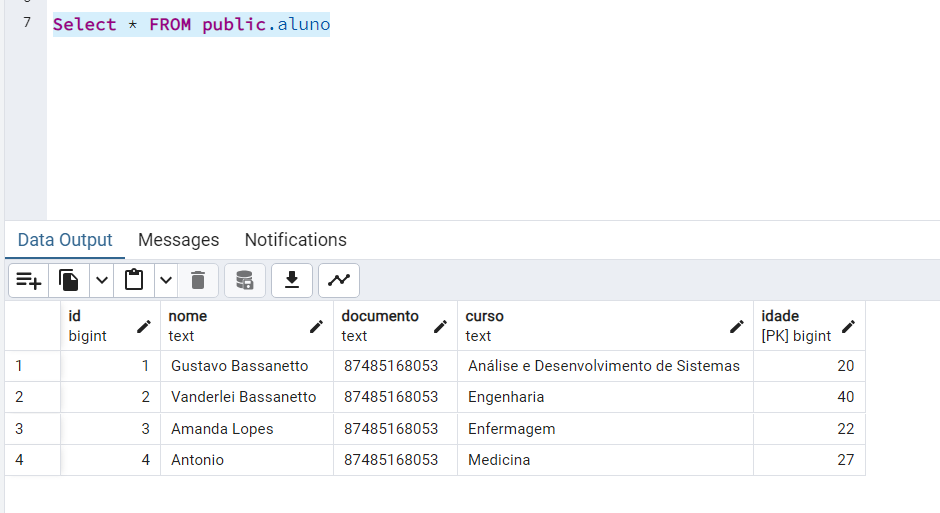 7 Select * FROM public.aluno
Data Output Messages Notifications
id nome documento curso idade
bigint text text text [PK] bigint
1 1 Gustavo Bassanetto 87485168053 Análise e Desenvolvimento de Sistemas 20
2 2 Vanderlei Bassanetto 87485168053 Engenharia 40
3 3 Amanda Lopes 87485168053 Enfermagem 22
4 4 Antonio 87485168053 Medicina 27